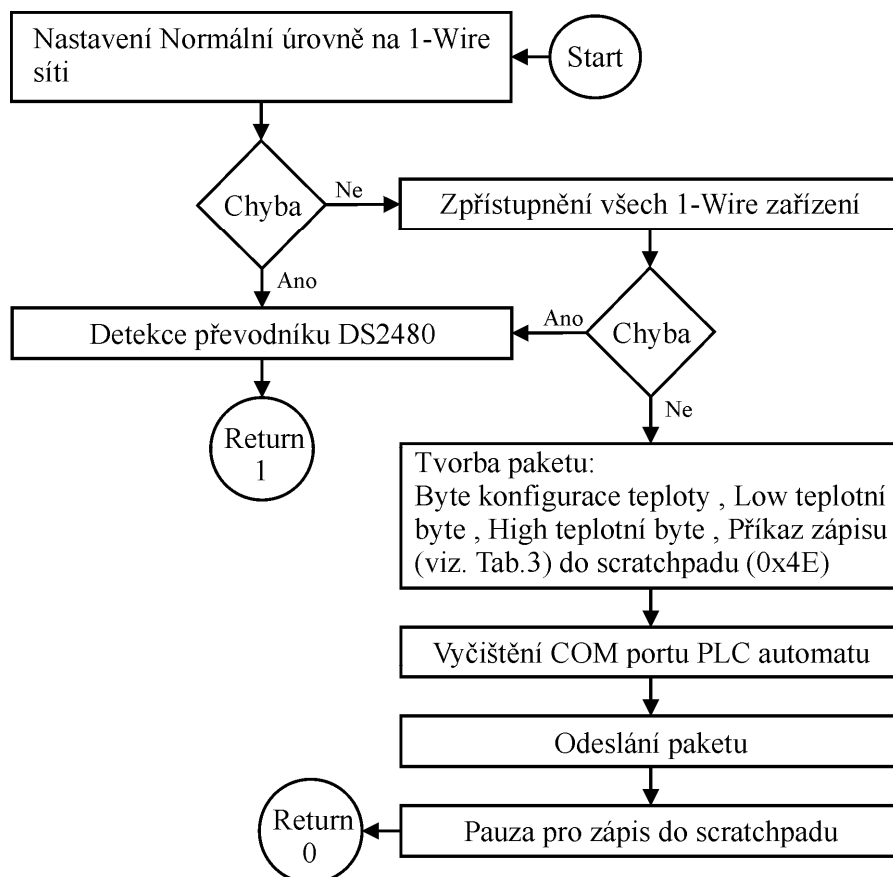 Nastavení Normální úrovně na 1-Wire
síti
Start
Chyba
Ne
Zpřístupnění všech 1-Wire zařízení
Ano
Detekce převodníku DS2480
Ano
Chyba
Return
1
Ne
Tvorba paketu:
Byte konfigurace teploty , Low teplotní
byte , High teplotní byte , Příkaz zápisu
(viz. Tab.3) do scratchpadu (0x4E)
Vyčištění COM portu PLC automatu
Odeslání paketu
Return
0
Pauza pro zápis do scratchpadu